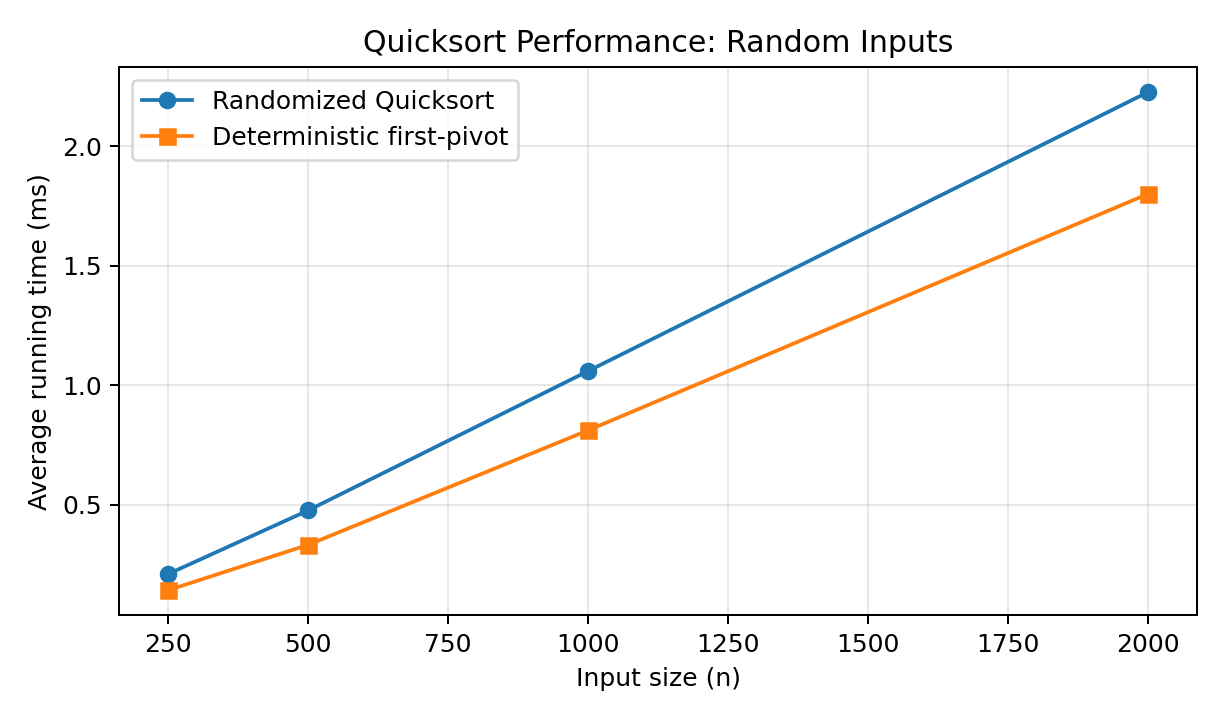 Quicksort Performance: Random Inputs
Randomized Quicksort
Deterministic first-pivot
Average running time (ms)
2.0
1.5
1.0
0.5
250 500 750 1000 1250 1500 1750 2000
Input size (n)